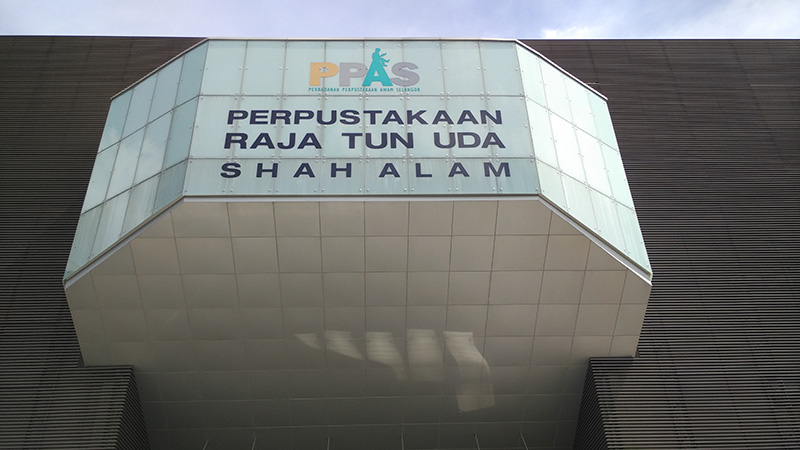 PPAS
PERBADANAN PERPUSTAKAAN AWAM SELANGOR
PERPUSTAKAAN
RAJA TUN UDA
SHAH ALAM